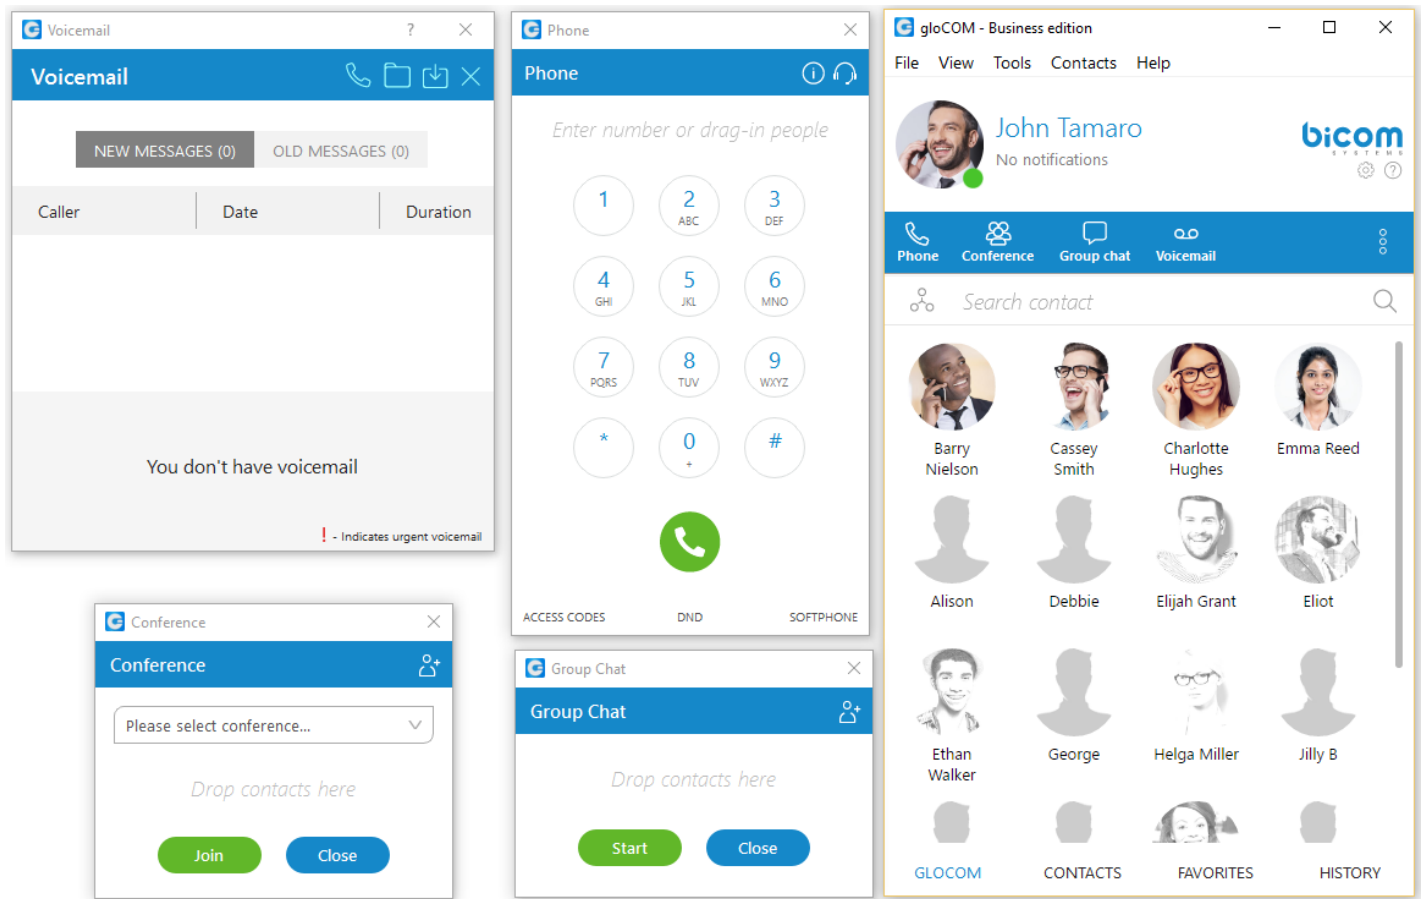 Voicemail
?
Voicemail
NEW MESSAGES (0)
OLD MESSAGES (0)
Caller
Date
Duration
You don't have voicemail
! - Indicates urgent voicemail
Conference
Conference
Please select conference...
Drop contacts here
Join
Close
Phone
Phone
Enter number or drag-in people
1
2
3
ABC
DEF
4
5
6
GHI
JKL
MNO
7
8
9
PQRS
TUV
WXYZ
*
0
#
+
ACCESS CODES
DND
SOFTPHONE
Group Chat
Group Chat
Drop contacts here
Start
Close
gloCOM - Business edition
File View Tools Contacts Help
John Tamaro
No notifications
bicom
SYSTEMS
?
Phone
Conference
Group chat
Voicemail
Search contact
Barry
Nielson
Cassey
Smith
Charlotte
Hughes
Emma Reed
Alison
Debbie
Elijah Grant
Eliot
Ethan
Walker
George
Helga Miller
Jilly B
GLOCOM
CONTACTS
FAVORITES
HISTORY